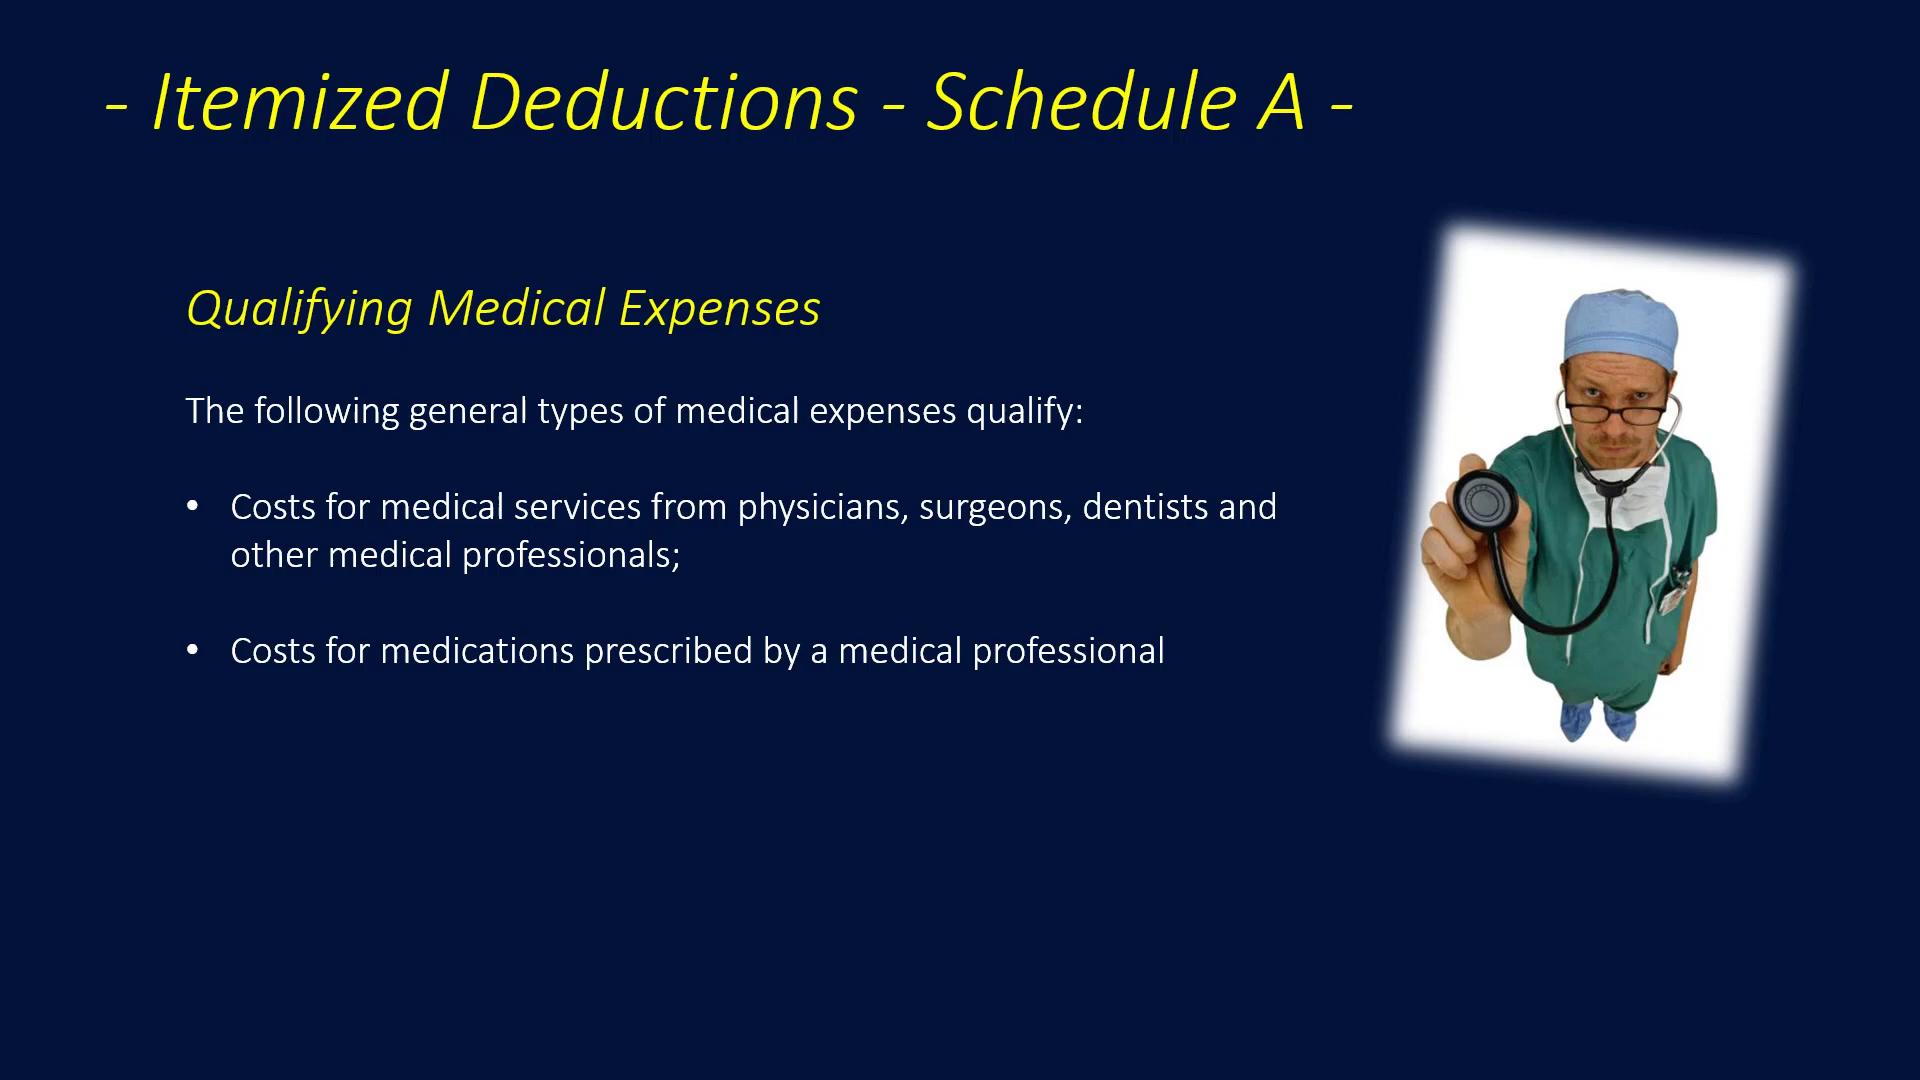 - Itemized Deductions - Schedule A -
Qualifying Medical Expenses
The following general types of medical expenses qualify:
• Costs for medical services from physicians, surgeons, dentists and
other medical professionals;
• Costs for medications prescribed by a medical professional